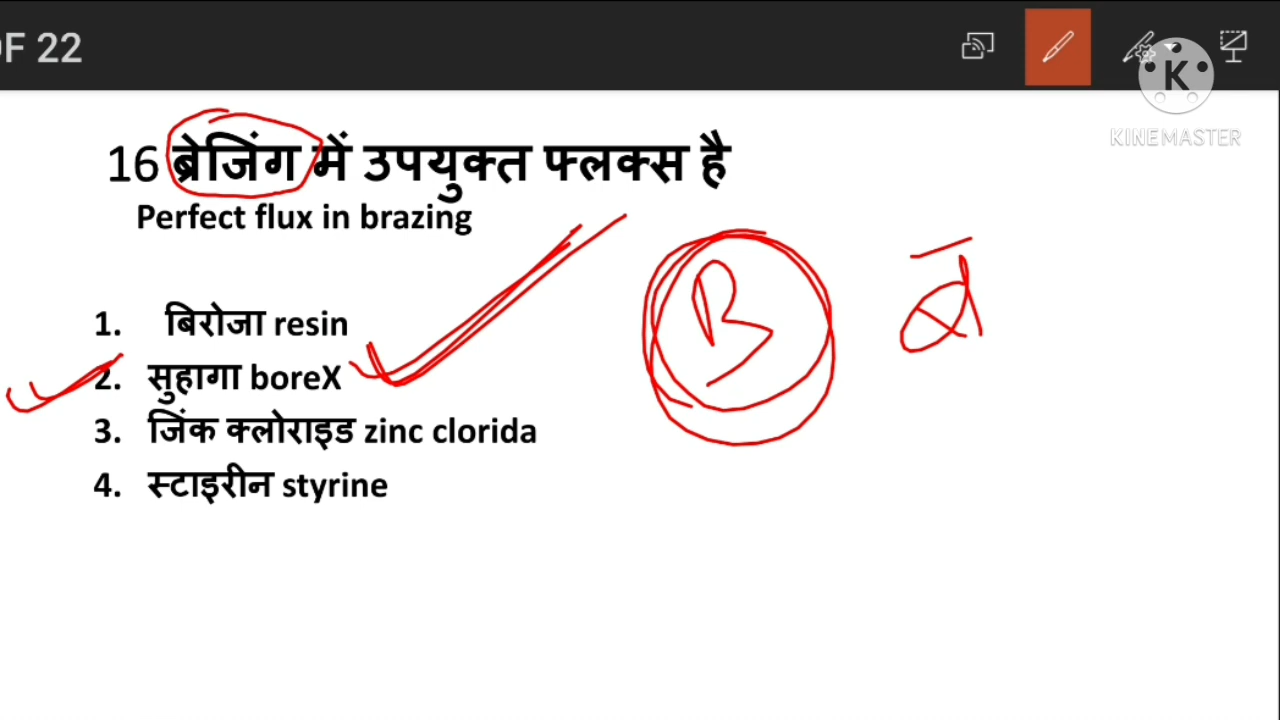 OF 22
KINEMASTER
16 ब्रेजिंग में उपयुक्त फ्लक्स है
Perfect flux in brazing
B
1. बिरोजा resin
2. सुहागा boreX
3. जिंक क्लोराइड zinc clorida
4. स्टाइरीन styrine